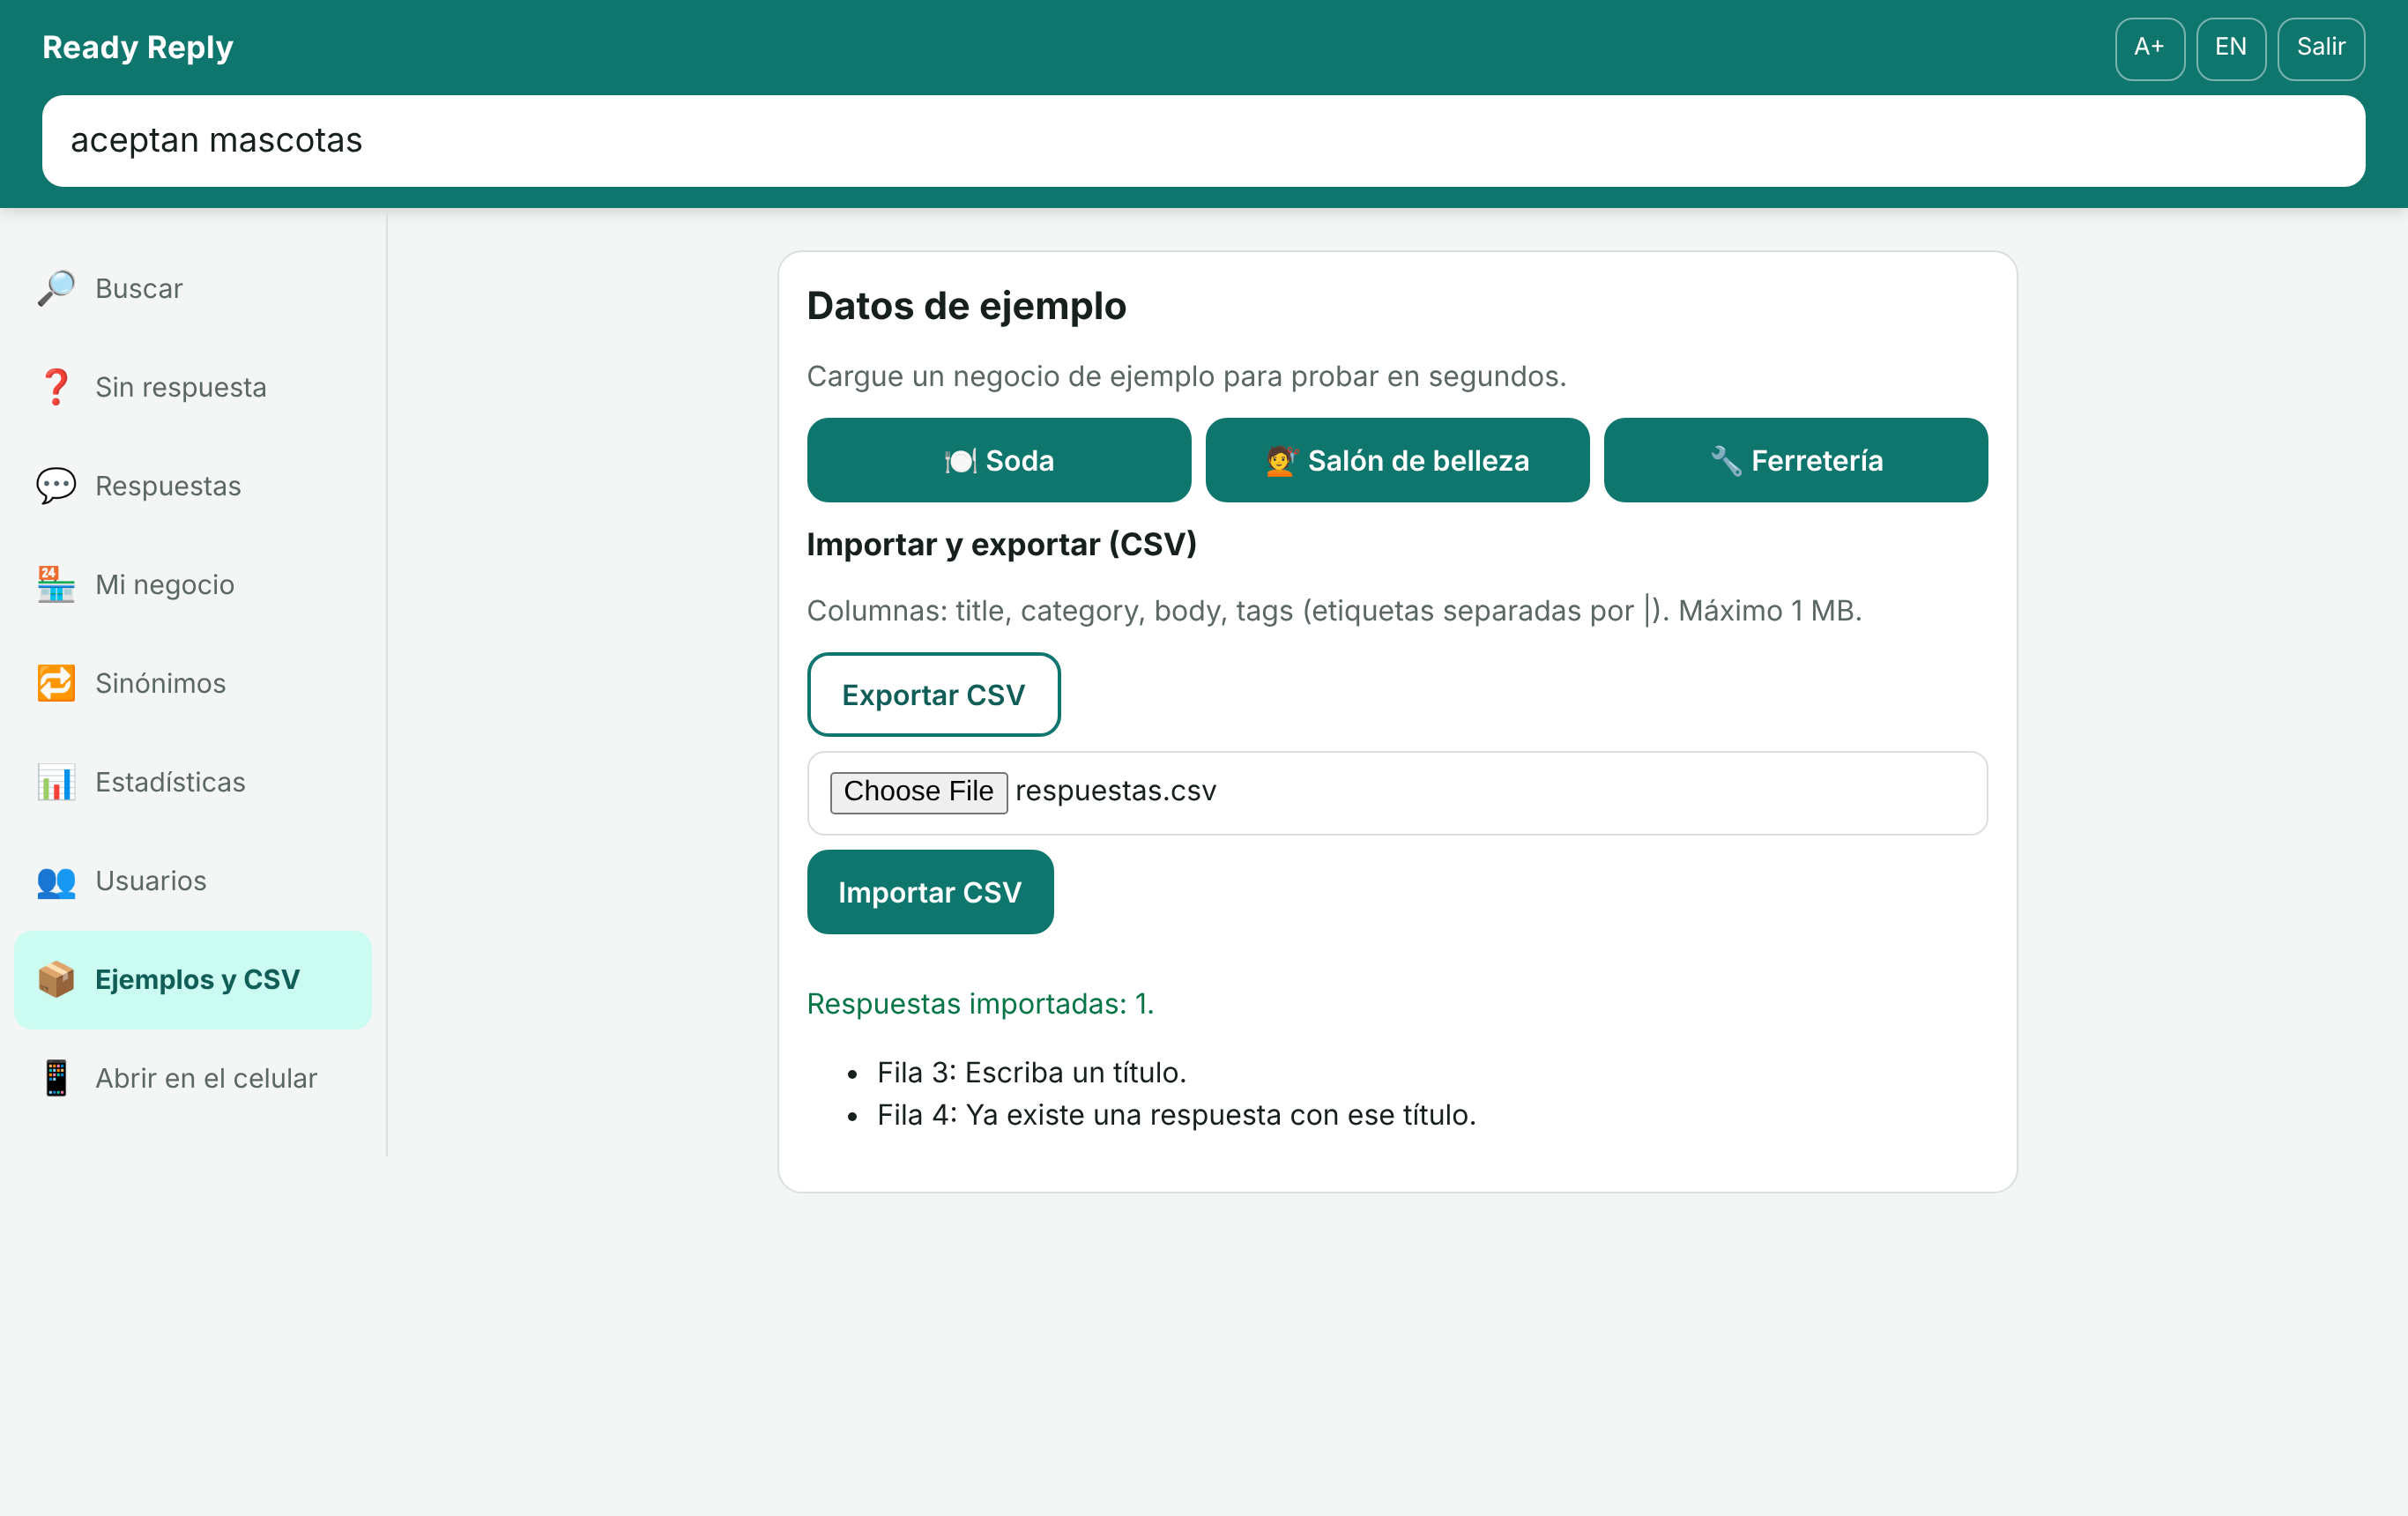 Ready Reply
A+
EN
Salir
aceptan mascotas
Buscar
Sin respuesta
Respuestas
24
Mi negocio
Sinónimos
Estadísticas
Usuarios
Ejemplos y CSV
Abrir en el celular
Datos de ejemplo
Cargue un negocio de ejemplo para probar en segundos.
Soda
Salón de belleza
Ferretería
Importar y exportar (CSV)
Columnas: title, category, body, tags (etiquetas separadas por |). Máximo 1 MB.
Exportar CSV
Choose File respuestas.csv
Importar CSV
Respuestas importadas: 1.
• Fila 3: Escriba un título.
• Fila 4: Ya existe una respuesta con ese título.